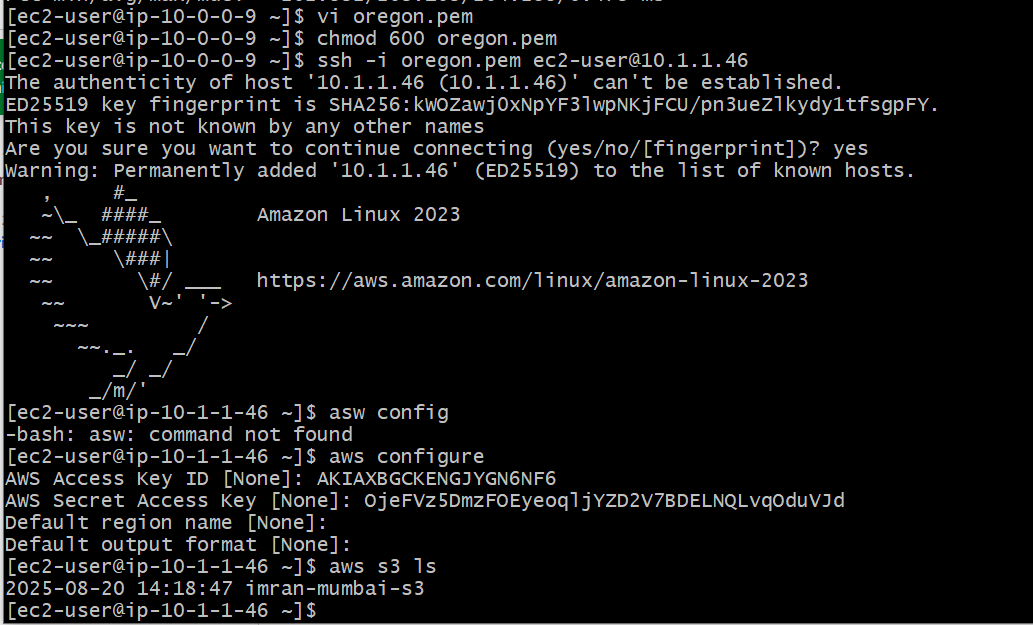 [ec2-user@ip-10-0-0-9 ~]$ vi oregon.pem
[ec2-user@ip-10-0-0-9 ~]$ chmod 600 oregon.pem
[ec2-user@ip-10-0-0-9 ~]$ ssh -i oregon.pem ec2-user@10.1.1.46
The authenticity of host '10.1.1.46 (10.1.1.46)' can't be established.
ED25519 key fingerprint is SHA256:kWOZawj0xNpYF3lwpNKjFCU/pn3ueZlkydy1tfsgpFY.
This key is not known by any other names
Are you sure you want to continue connecting (yes/no/[fingerprint])? yes
Warning: Permanently added '10.1.1.46' (ED25519) to the list of known hosts.
   ,     #_
   ~\_  ####_        Amazon Linux 2023
  ~~  \_#####\
  ~~     \###|
  ~~       \#/ ___   https://aws.amazon.com/linux/amazon-linux-2023
   ~~       V~' '->
    ~~~         /
      ~~._.   _/
         _/ _/
       _/m/'
[ec2-user@ip-10-1-1-46 ~]$ asw config
-bash: asw: command not found
[ec2-user@ip-10-1-1-46 ~]$ aws configure
AWS Access Key ID [None]: AKIAXBGCKENGJYGN6NF6
AWS Secret Access Key [None]: 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
Default region name [None]:
Default output format [None]:
[ec2-user@ip-10-1-1-46 ~]$ aws s3 ls
2025-08-20 14:18:47 imran-mumbai-s3
[ec2-user@ip-10-1-1-46 ~]$